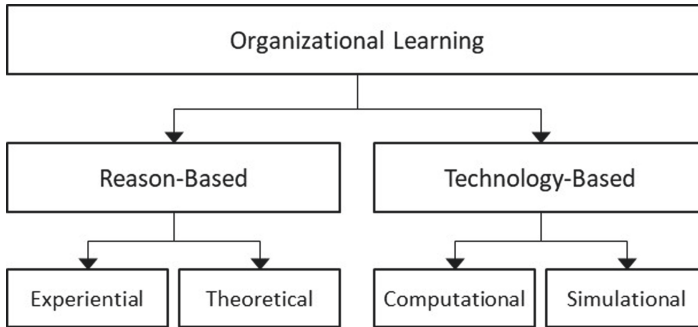 Organizational Learning
Reason-Based
Technology-Based
Experiential
Theoretical
Computational
Simulational